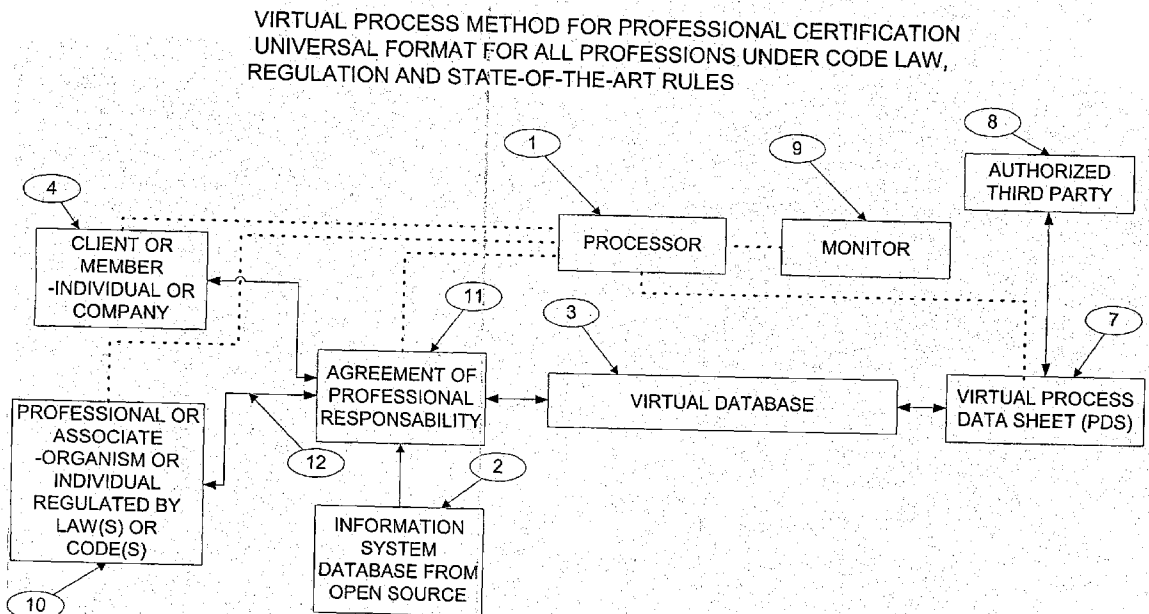 VIRTUAL PROCESS METHOD FOR PROFESSIONAL CERTIFICATION
UNIVERSAL FORMAT FOR ALL PROFESSIONS UNDER CODE LAW,
REGULATION AND STATE-OF-THE-ART RULES
8
1
9
AUTHORIZED
THIRD PARTY
4
PROCESSOR
MONITOR
CLIENT OR
MEMBER
-INDIVIDUAL OR
COMPANY
11
3
7
AGREEMENT OF
PROFESSIONAL
RESPONSABILITY
VIRTUAL DATABASE
VIRTUAL PROCESS
DATA SHEET (PDS)
PROFESSIONAL OR
ASSOCIATE
-ORGANISM OR
INDIVIDUAL
REGULATED BY
LAW(S) OR
CODE(S)
12
2
INFORMATION
SYSTEM
DATABASE FROM
OPEN SOURCE
10